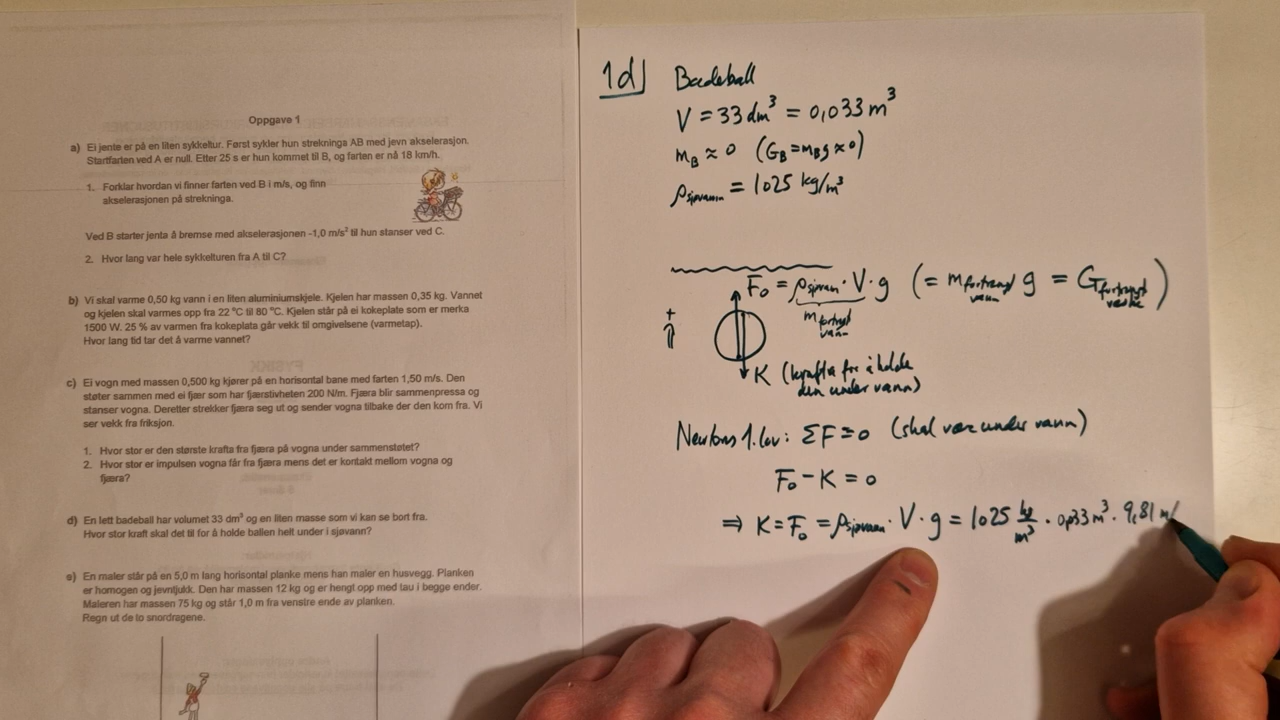 Oppgave 1
a) Ei jente er på en liten sykkeltur. Først sykler hun strekninga AB med jevn akselerasjon.
Startfarten ved A er null. Etter 25 s er hun kommet til B, og farten er nå 18 km/h.
1. Forklar hvordan vi finner farten ved B i m/s, og finn
akselerasjonen på strekninga.
Ved B starter jenta å bremse med akselerasjonen -1,0 m/s² til hun stanser ved C.
2. Hvor lang var hele sykkelturen fra A til C?
b) Vi skal varme 0,50 kg vann i en liten aluminiumskjele. Kjelen har massen 0,35 kg. Vannet
og kjelen skal varmes opp fra 22 °C til 80 °C. Kjelen står på ei kokeplate som er merka
1500 W. 25 % av varmen fra kokeplata går vekk til omgivelsene (varmetap).
Hvor lang tid tar det å varme vannet?
c) Ei vogn med massen 0,500 kg kjører på en horisontal bane med farten 1,50 m/s. Den
støter sammen med ei fjær som har fjærstivheten 200 N/m. Fjæra blir sammenpressa og
stanser vogna. Deretter strekker fjæra seg ut og sender vogna tilbake der den kom fra. Vi
ser vekk fra friksjon.
1. Hvor stor er den største krafta fra fjæra på vogna under sammenstøtet?
2. Hvor stor er impulsen vogna får fra fjæra mens det er kontakt mellom vogna og
fjæra?
d) En lett badeball har volumet 33 dm³ og en liten masse som vi kan se bort fra.
Hvor stor kraft skal det til for å holde ballen helt under i sjøvann?
e) En maler står på en 5,0 m lang horisontal planke mens han maler en husvegg. Planken
er homogen og jevntjukk. Den har massen 12 kg og er hengt opp med tau i begge ender.
Maleren har massen 75 kg og står 1,0 m fra venstre ende av planken.
Regn ut de to snordragene.
1d) Badeball
V = 33 dm³ = 0,033 m³
m_B ≈ 0 (G_B = m_B g ≈ 0)
ρ_sjøvann = 1025 kg/m³
F_o = ρ_sjøvann · V · g (= m_fortrengt vann g = G_fortrengt væske)
m_fortrengt vann
+
K (krafta for å holde
den under vann)
Newtons 1. lov: ΣF = 0 (skal være under vann)
F_o − K = 0
⇒ K = F_o = ρ_sjøvann · V · g = 1025 kg/m³ · 0,033 m³ · 9,81 m/